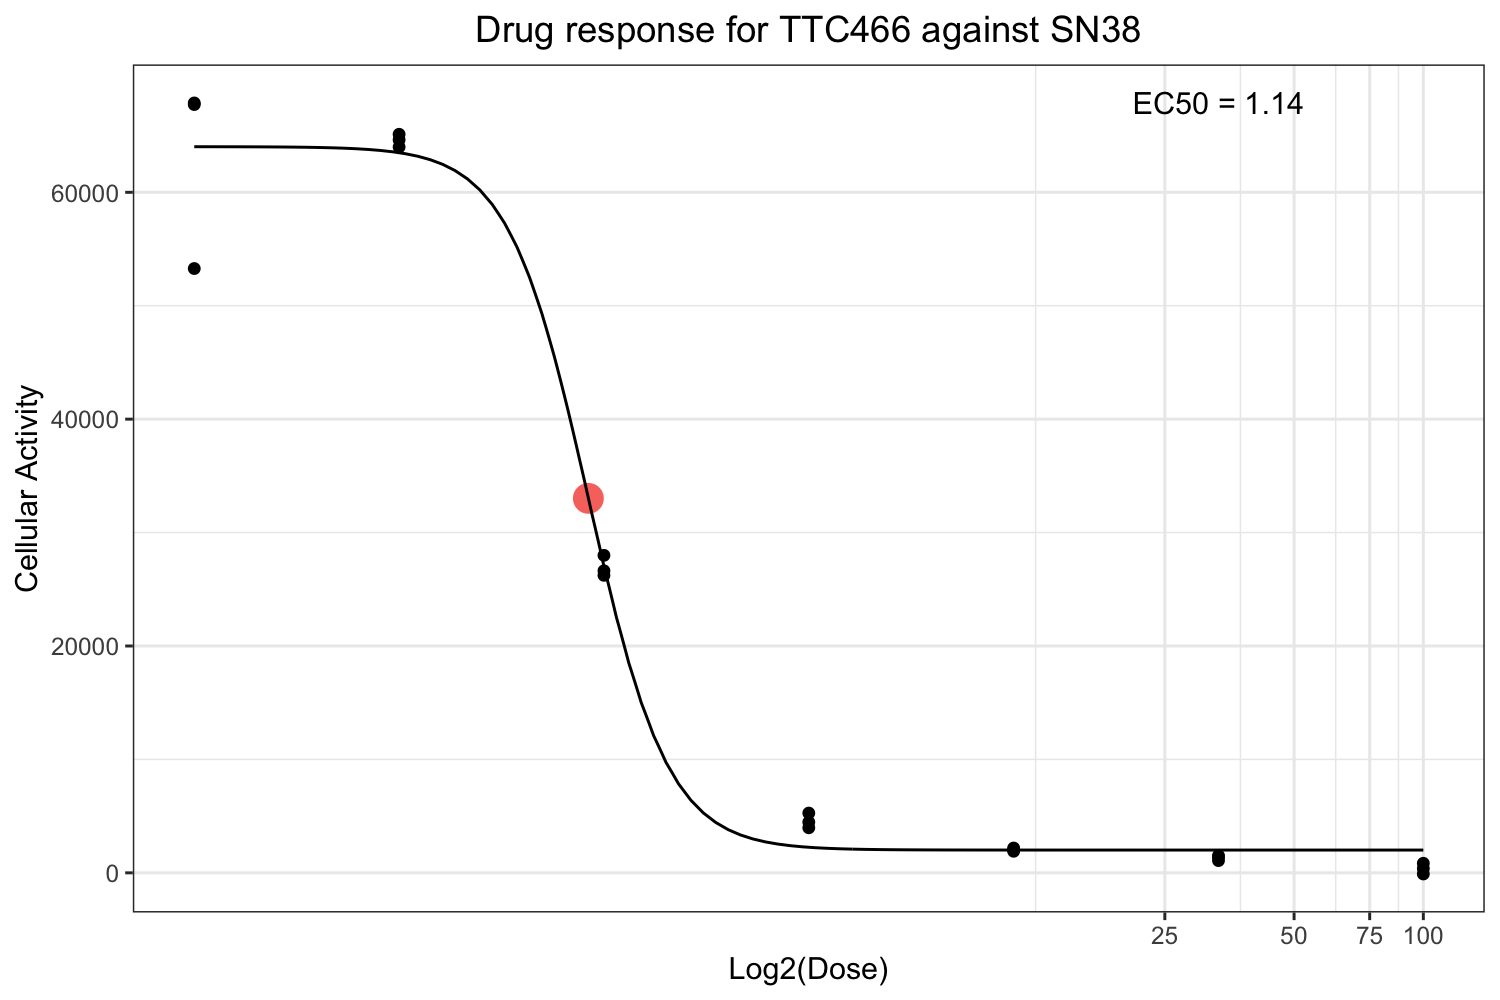 Drug response for TTC466 against SN38
EC50 = 1.14
60000
40000
20000
0
Cellular Activity
25 50 75 100
Log2(Dose)